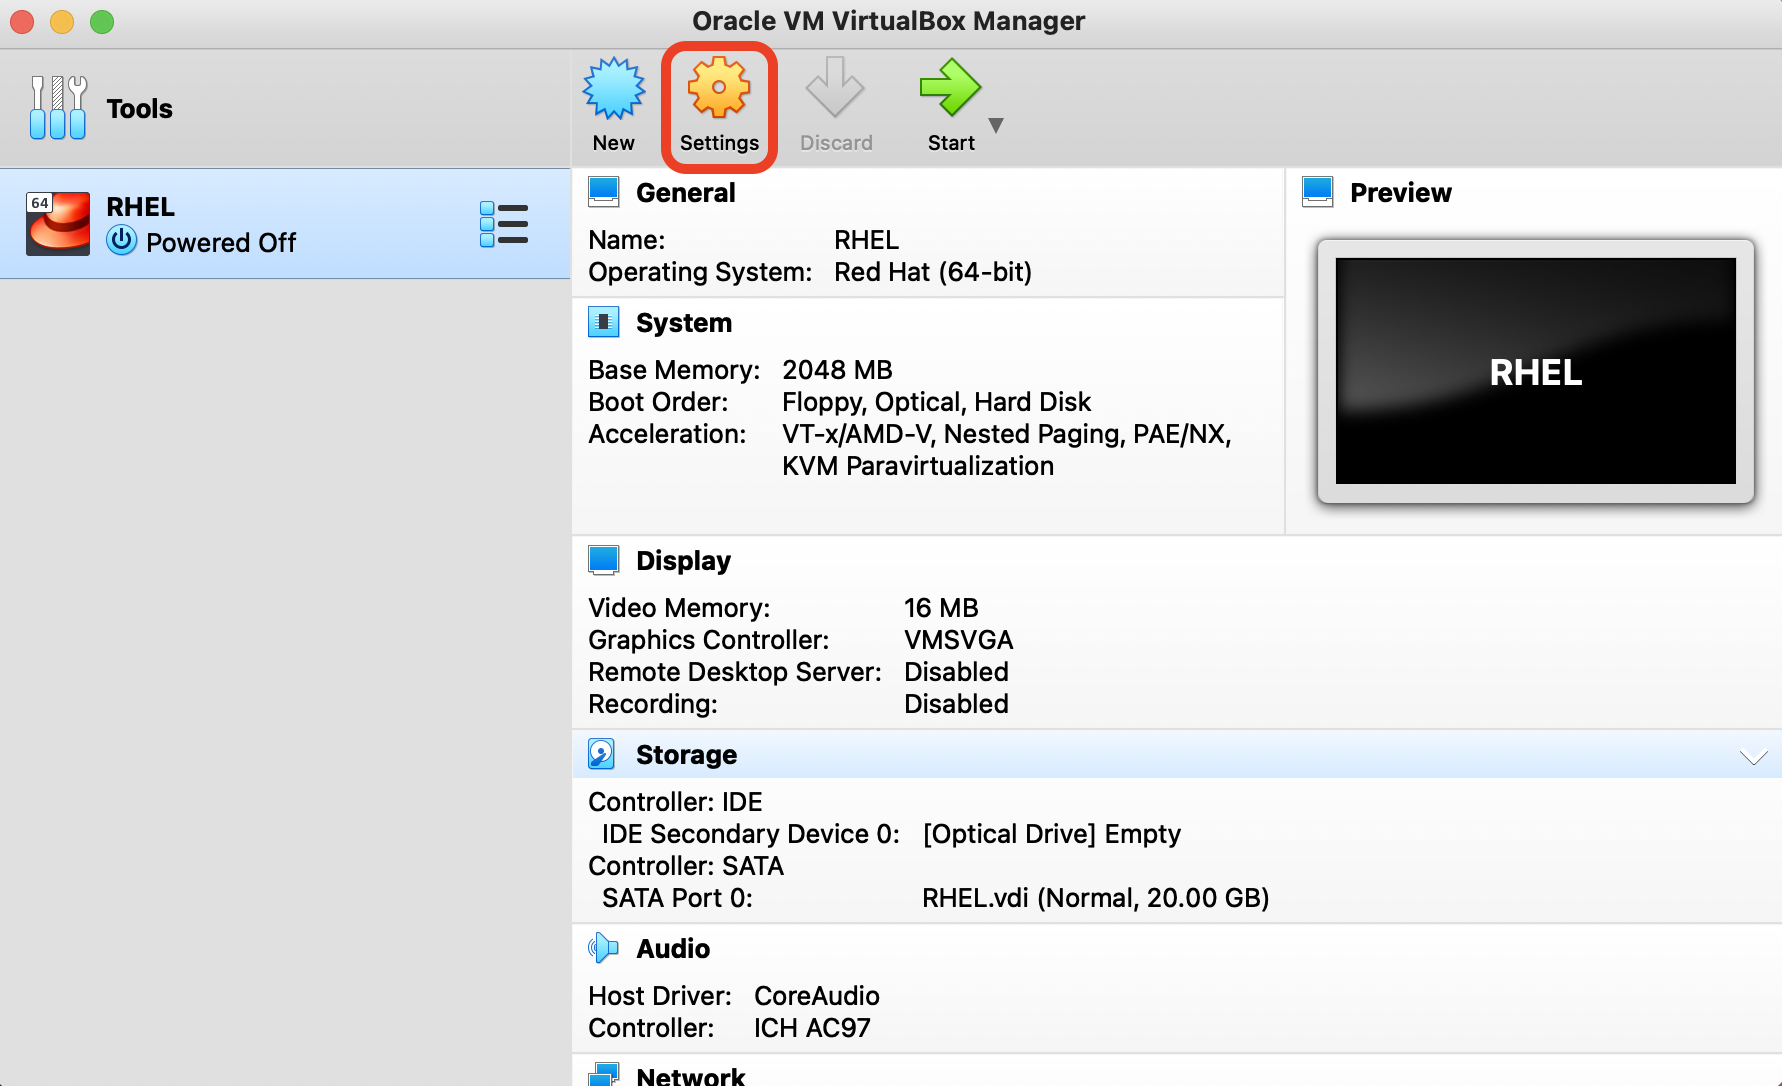 Oracle VM VirtualBox Manager
Tools
New
Settings
Discard
Start
64
RHEL
Powered Off
General
Name: RHEL
Operating System: Red Hat (64-bit)
Preview
RHEL
System
Base Memory: 2048 MB
Boot Order: Floppy, Optical, Hard Disk
Acceleration: VT-x/AMD-V, Nested Paging, PAE/NX,
KVM Paravirtualization
Display
Video Memory: 16 MB
Graphics Controller: VMSVGA
Remote Desktop Server: Disabled
Recording: Disabled
Storage
Controller: IDE
IDE Secondary Device 0: [Optical Drive] Empty
Controller: SATA
SATA Port 0: RHEL.vdi (Normal, 20.00 GB)
Audio
Host Driver: CoreAudio
Controller: ICH AC97
Network